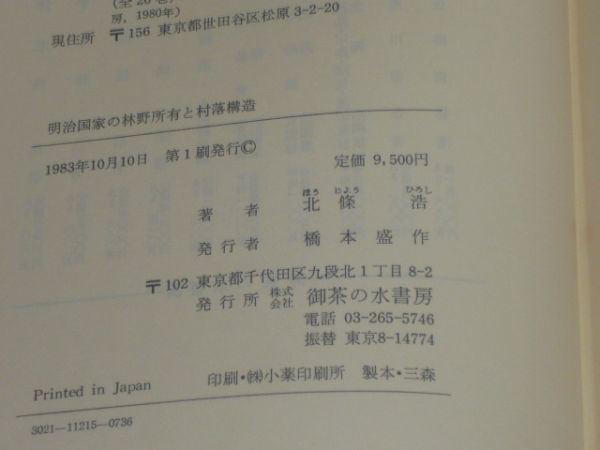 (全20巻
房, 1980年)
現住所 〒156 東京都世田谷区松原3-2-20
明治国家の林野所有と村落構造
1983年10月10日 第1刷発行©
定価 9,500円
ほう じょう ひろし
著者 北條浩
発行者 橋本盛作
〒102 東京都千代田区九段北1丁目8-2
発行所 株式会社 御茶の水書房
電話 03-265-5746
振替 東京8-14774
Printed in Japan
印刷・㈱小薬印刷所 製本・三森
3021-11215-0736